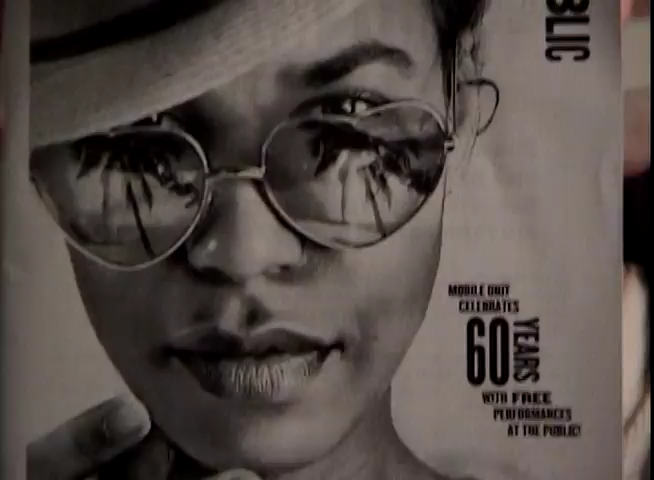 BLIC
MOBILE UNIT
CELEBRATES
60 YEARS
WITH FREE
PERFORMANCES
AT THE PUBLIC!